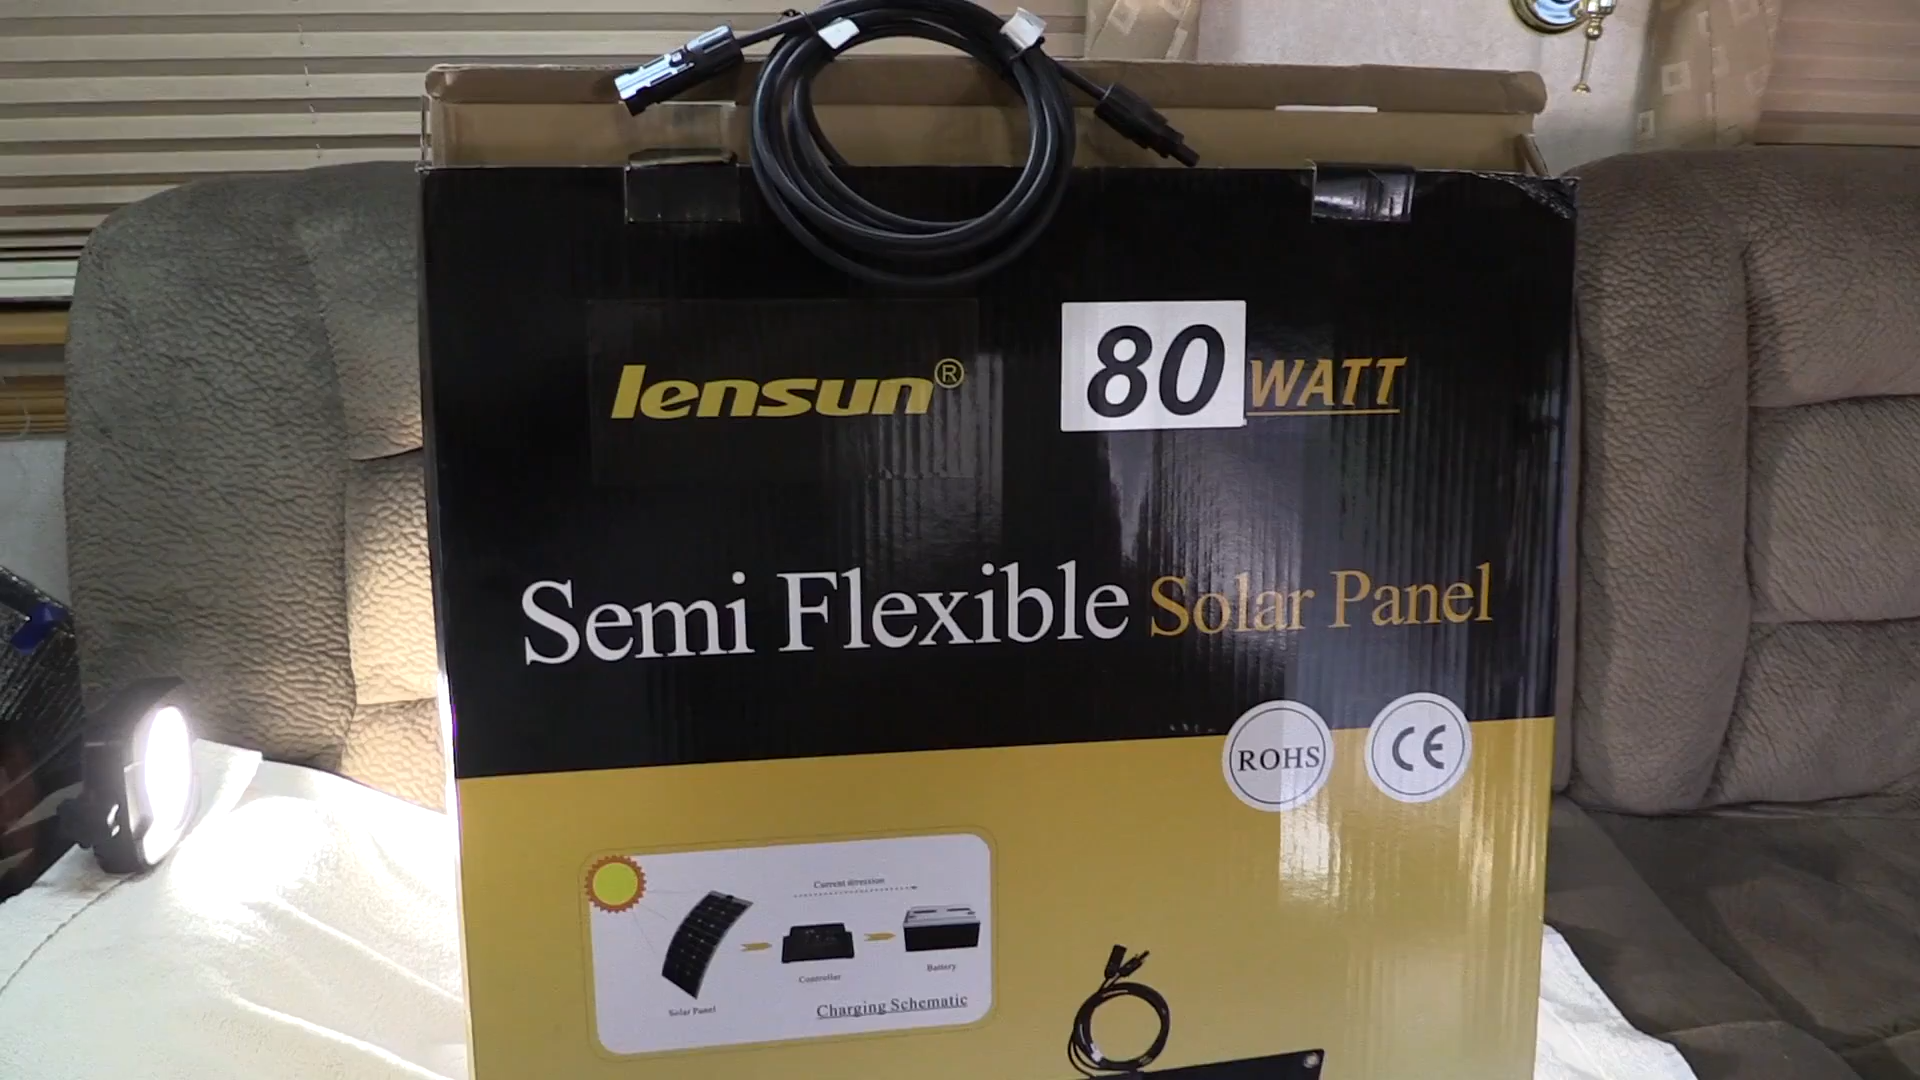 lensun®
80 WATT
Semi Flexible Solar Panel
ROHS
CE
Current direction
Controller
Battery
Solar Panel
Charging Schematic